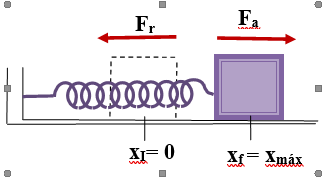 Fr Fa
xI= 0 xf = xmáx